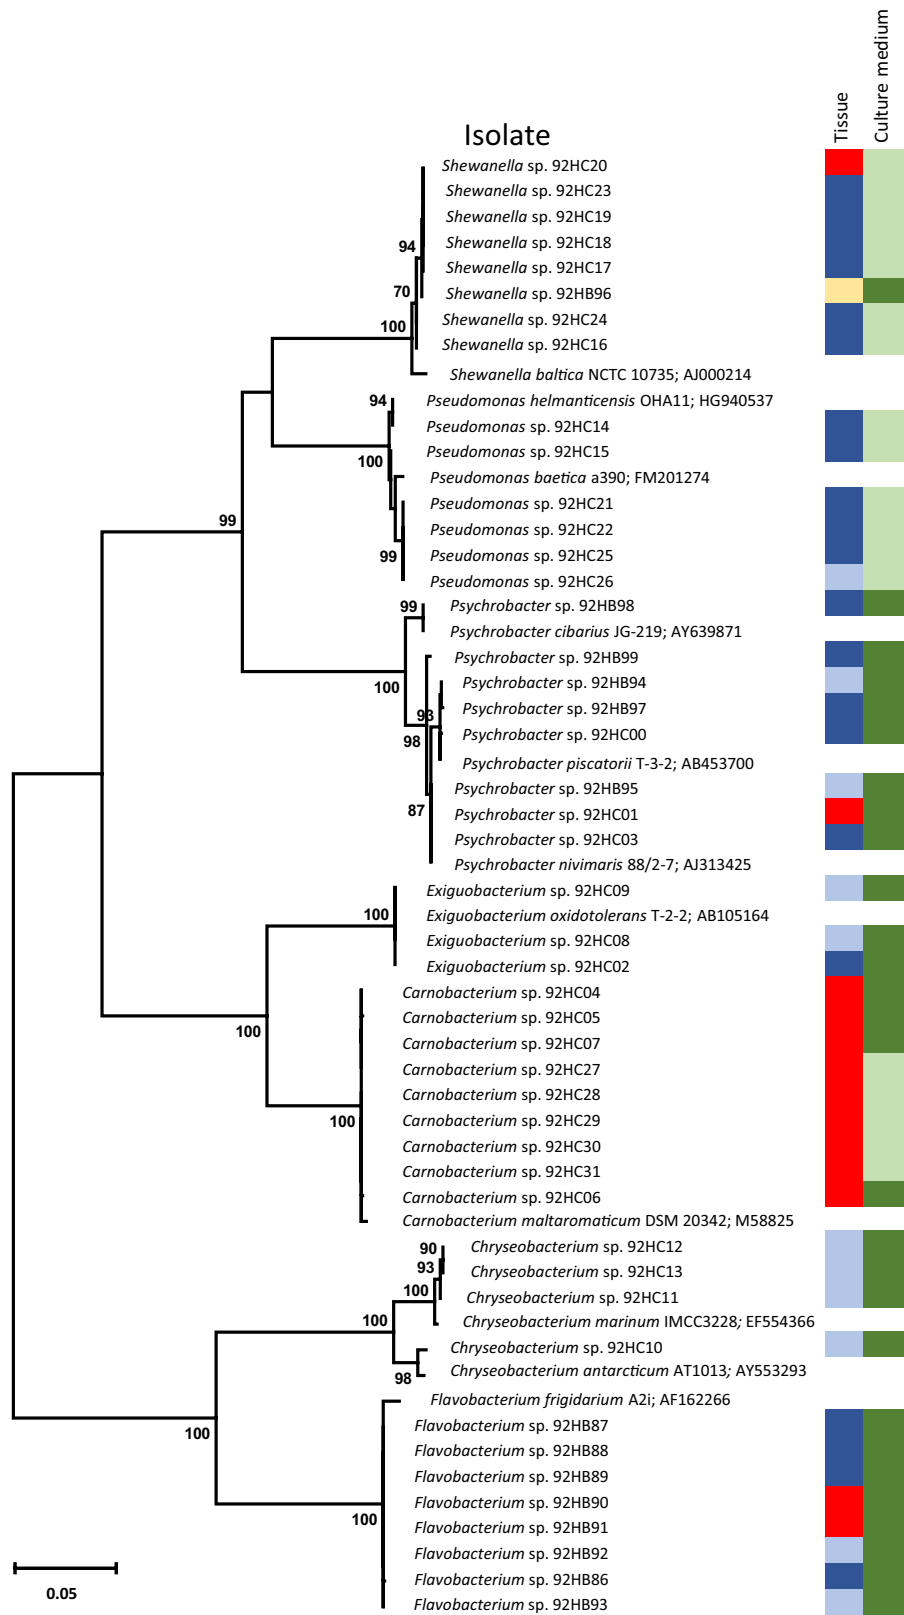 Tissue
Culture medium
Isolate
Shewanella sp. 92HC20
Shewanella sp. 92HC23
Shewanella sp. 92HC19
Shewanella sp. 92HC18
94
Shewanella sp. 92HC17
70
Shewanella sp. 92HB96
Shewanella sp. 92HC24
100
Shewanella sp. 92HC16
Shewanella baltica NCTC 10735; AJ000214
94
Pseudomonas helmanticensis OHA11; HG940537
Pseudomonas sp. 92HC14
Pseudomonas sp. 92HC15
100
Pseudomonas baetica a390; FM201274
Pseudomonas sp. 92HC21
99
Pseudomonas sp. 92HC22
Pseudomonas sp. 92HC25
99
Pseudomonas sp. 92HC26
Psychrobacter sp. 92HB98
99
Psychrobacter cibarius JG-219; AY639871
Psychrobacter sp. 92HB99
100
Psychrobacter sp. 92HB94
Psychrobacter sp. 92HB97
93
Psychrobacter sp. 92HC00
98
Psychrobacter piscatorii T-3-2; AB453700
Psychrobacter sp. 92HB95
87
Psychrobacter sp. 92HC01
Psychrobacter sp. 92HC03
Psychrobacter nivimaris 88/2-7; AJ313425
Exiguobacterium sp. 92HC09
100
Exiguobacterium oxidotolerans T-2-2; AB105164
Exiguobacterium sp. 92HC08
Exiguobacterium sp. 92HC02
Carnobacterium sp. 92HC04
Carnobacterium sp. 92HC05
100
Carnobacterium sp. 92HC07
Carnobacterium sp. 92HC27
Carnobacterium sp. 92HC28
100
Carnobacterium sp. 92HC29
Carnobacterium sp. 92HC30
Carnobacterium sp. 92HC31
Carnobacterium sp. 92HC06
Carnobacterium maltaromaticum DSM 20342; M58825
90
Chryseobacterium sp. 92HC12
93
Chryseobacterium sp. 92HC13
100
Chryseobacterium sp. 92HC11
100
Chryseobacterium marinum IMCC3228; EF554366
Chryseobacterium sp. 92HC10
98
Chryseobacterium antarcticum AT1013; AY553293
Flavobacterium frigidarium A2i; AF162266
100
Flavobacterium sp. 92HB87
Flavobacterium sp. 92HB88
Flavobacterium sp. 92HB89
Flavobacterium sp. 92HB90
100
Flavobacterium sp. 92HB91
Flavobacterium sp. 92HB92
Flavobacterium sp. 92HB86
0.05
Flavobacterium sp. 92HB93